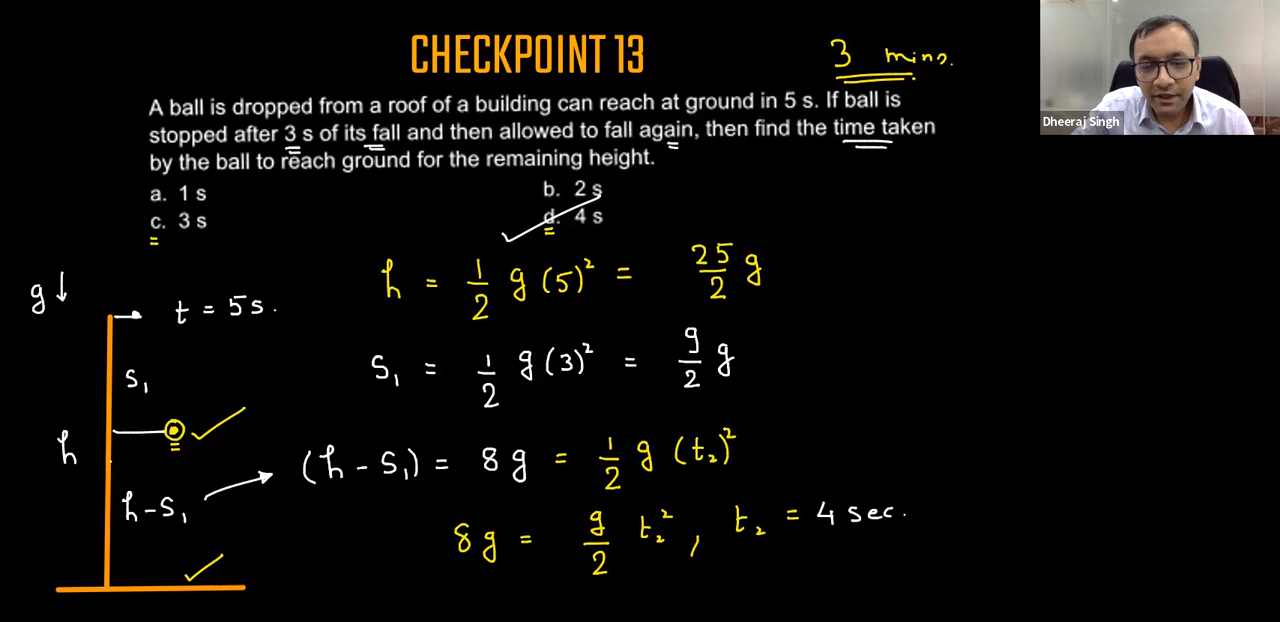 CHECKPOINT 13
3 mins.
Dheeraj Singh
A ball is dropped from a roof of a building can reach at ground in 5 s. If ball is
stopped after 3 s of its fall and then allowed to fall again, then find the time taken
by the ball to reach ground for the remaining height.
a. 1 s b. 2 s
c. 3 s d. 4 s
g↓
t = 5s.
h = 1/2 g (5)² = 25/2 g
S₁
S₁ = 1/2 g (3)² = 9/2 g
h
(h - S₁) = 8g = 1/2 g (t₂)²
h-S₁
8g = g/2 t₂², t₂ = 4 sec.